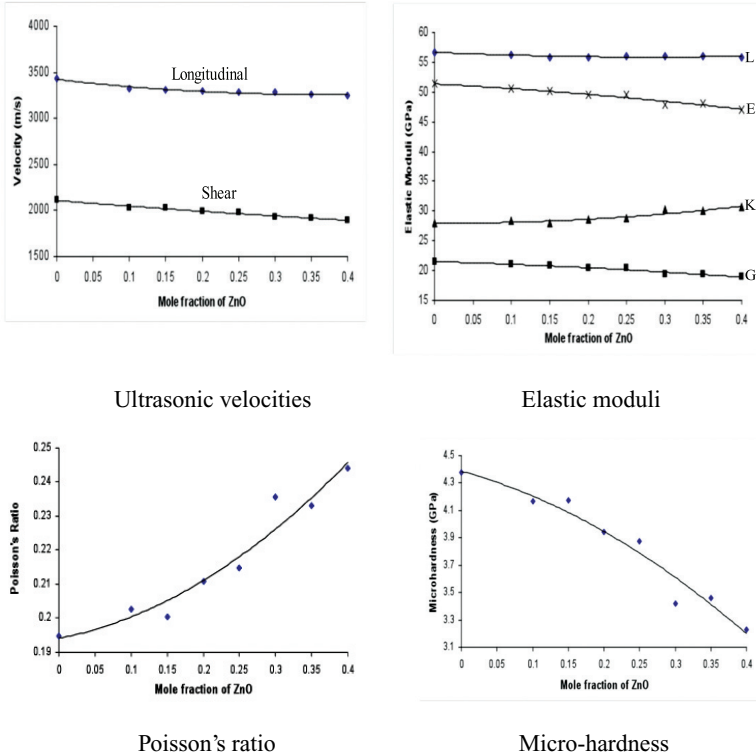 4000
3500
3000
2500
2000
1500
Velocity (m/s)
Longitudinal
Shear
0 0.05 0.1 0.15 0.2 0.25 0.3 0.35 0.4
Mole fraction of ZnO
60
55
50
45
40
35
30
25
20
15
Elastic Moduli (GPa)
L
E
K
G
0 0.05 0.1 0.15 0.2 0.25 0.3 0.35 0.4
Mole fraction of ZnO
Ultrasonic velocities
Elastic moduli
0.25
0.24
0.23
0.22
0.21
0.2
0.19
Poisson's Ratio
0 0.05 0.1 0.15 0.2 0.25 0.3 0.35 0.4
Mole fraction of ZnO
4.5
4.3
4.1
3.9
3.7
3.5
3.3
3.1
Microhardness (GPa)
0 0.05 0.1 0.15 0.2 0.25 0.3 0.35 0.4
Mole fraction of ZnO
Poisson’s ratio
Micro-hardness